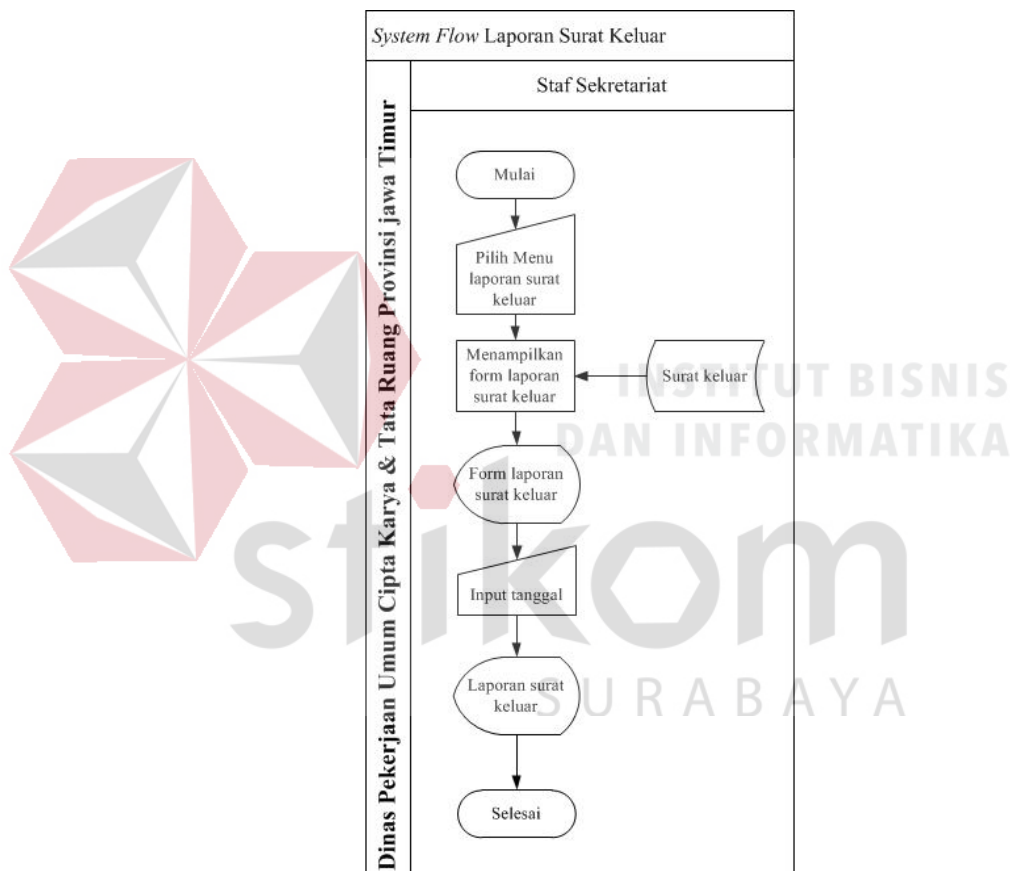 System Flow Laporan Surat Keluar
Staf Sekretariat
Dinas Pekerjaan Umum Cipta Karya & Tata Ruang Provinsi jawa Timur
Mulai
Pilih Menu
laporan surat
keluar
Menampilkan
form laporan
surat keluar
Surat keluar
Form laporan
surat keluar
Input tanggal
Laporan surat
keluar
Selesai
INSTITUT BISNIS
DAN INFORMATIKA
stikom
SURABAYA